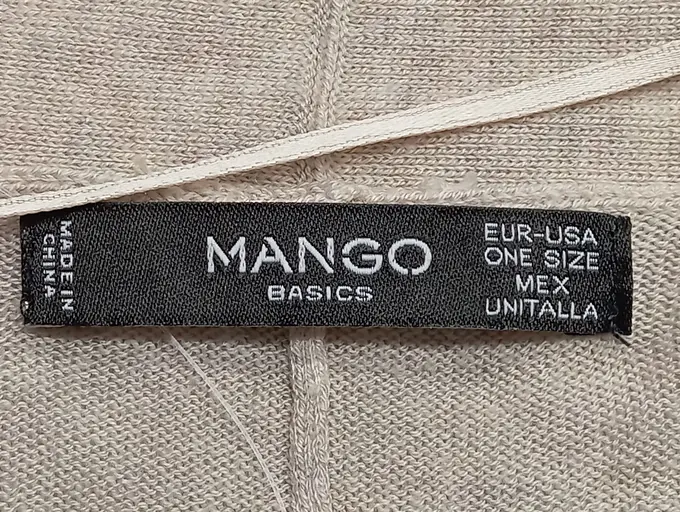 MADE IN
CHINA
MANGO
BASICS
EUR-USA
ONE SIZE
MEX
UNITALLA